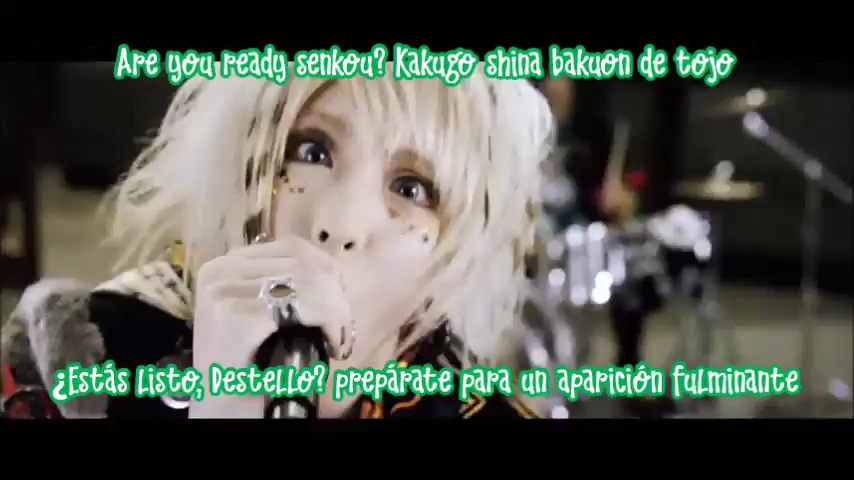 Are you ready senkou? Kakugo shina bakuon de tojo
¿Estás listo, Destello? prepárate para un aparición fulminante